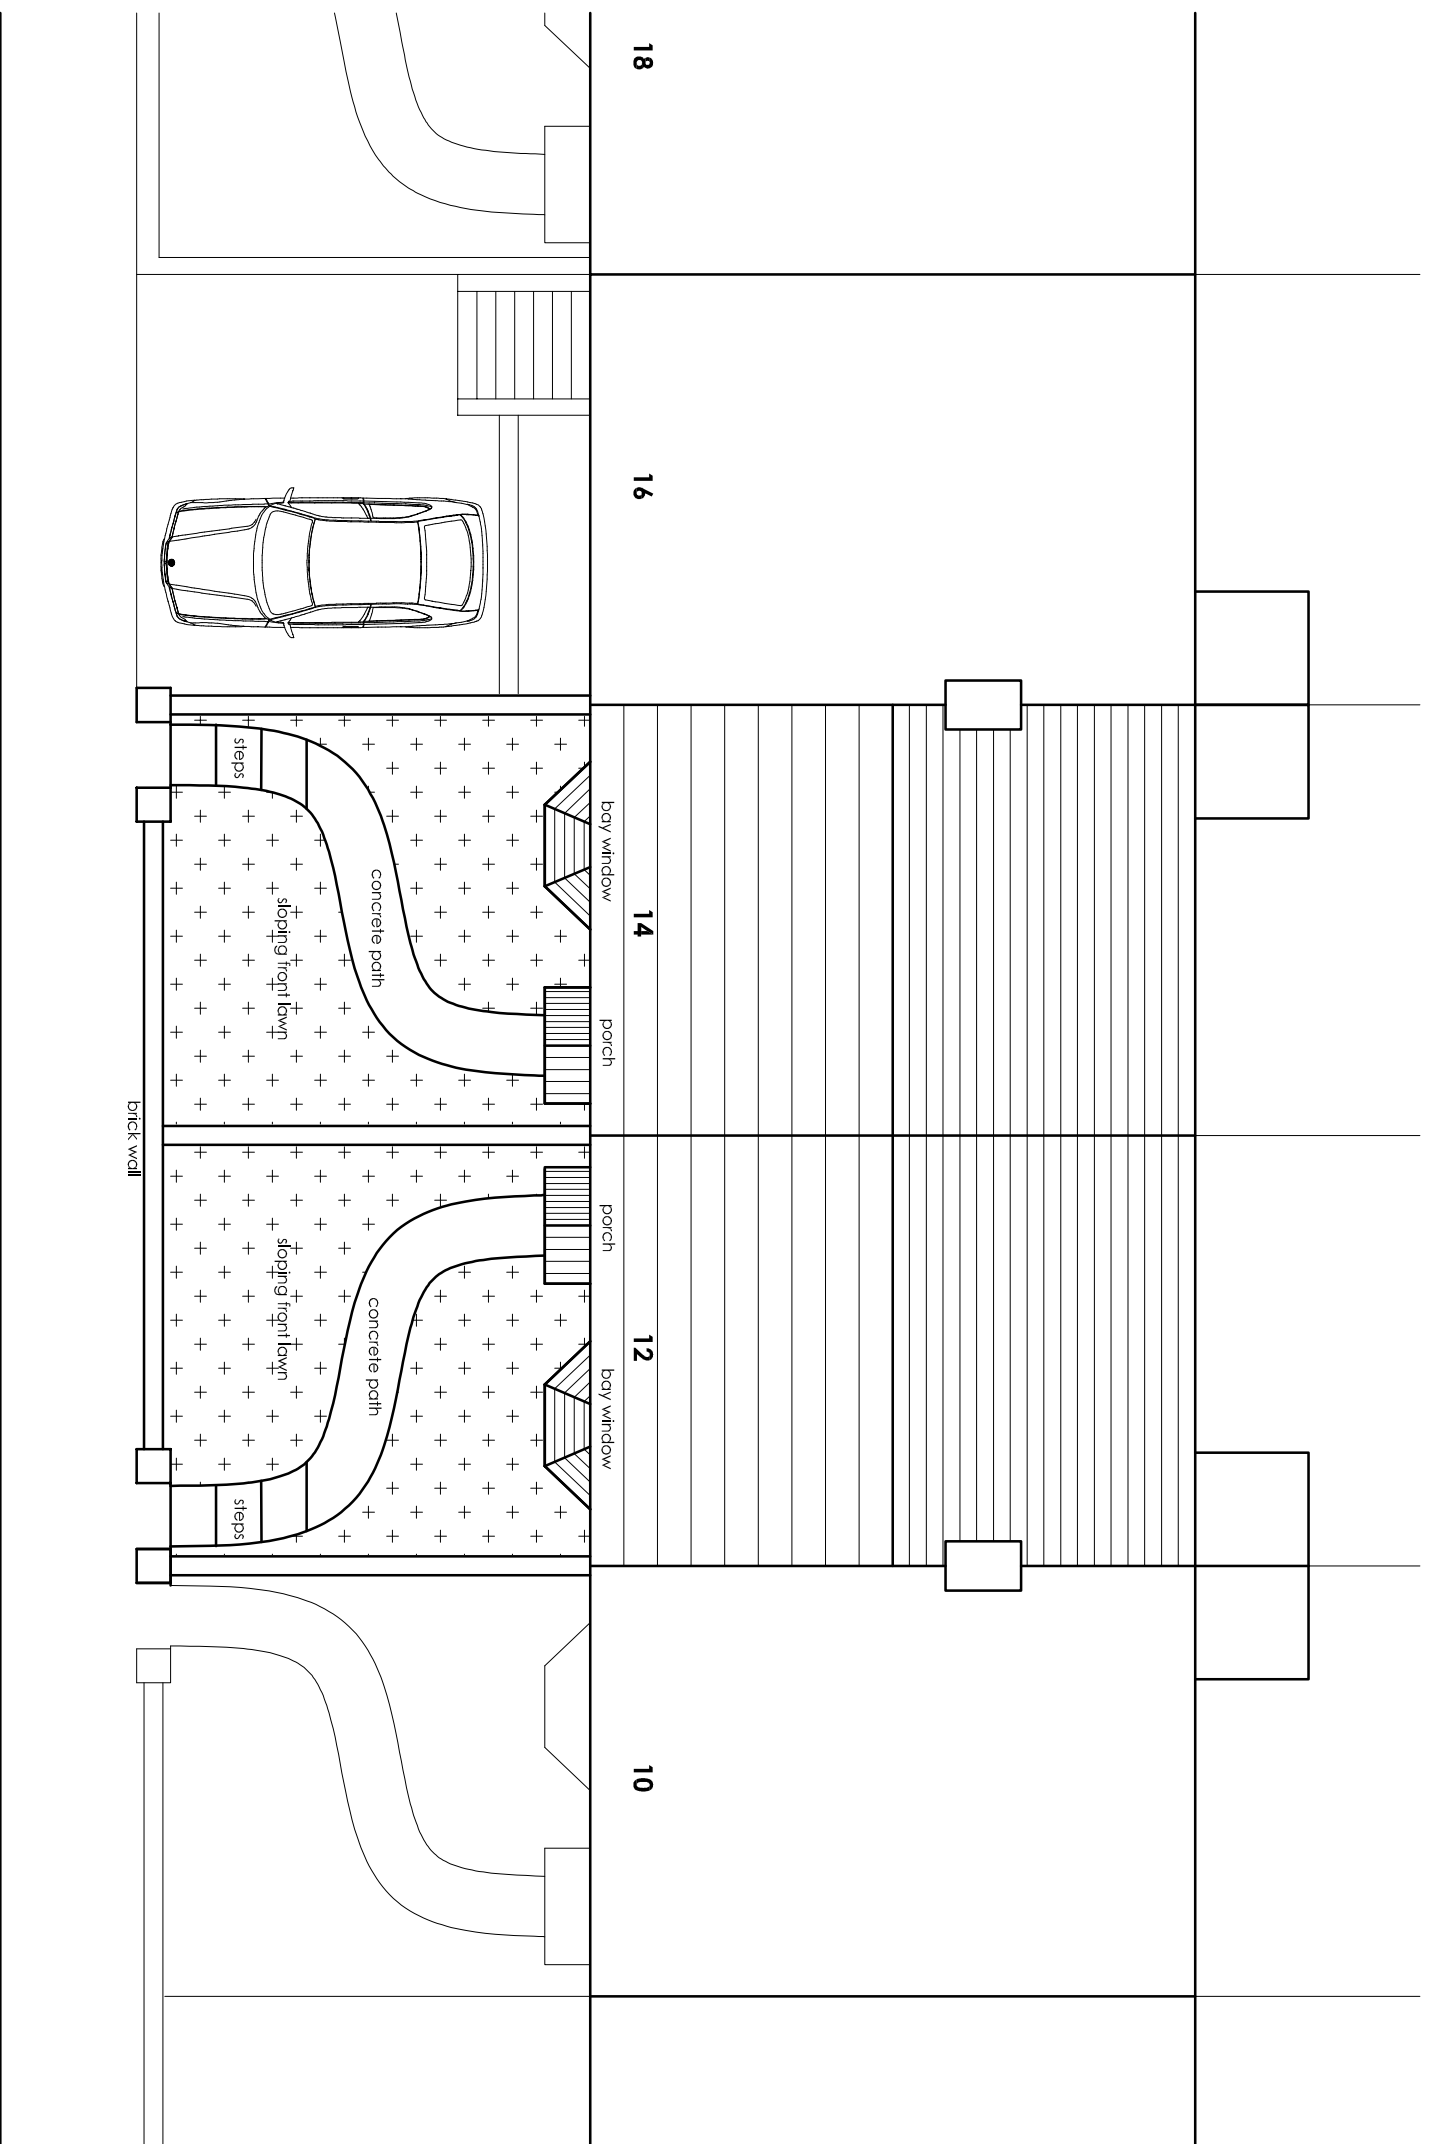 18
16
14
12
10
bay window
porch
porch
bay window
steps
concrete path
sloping front lawn
concrete path
sloping front lawn
steps
brick wall